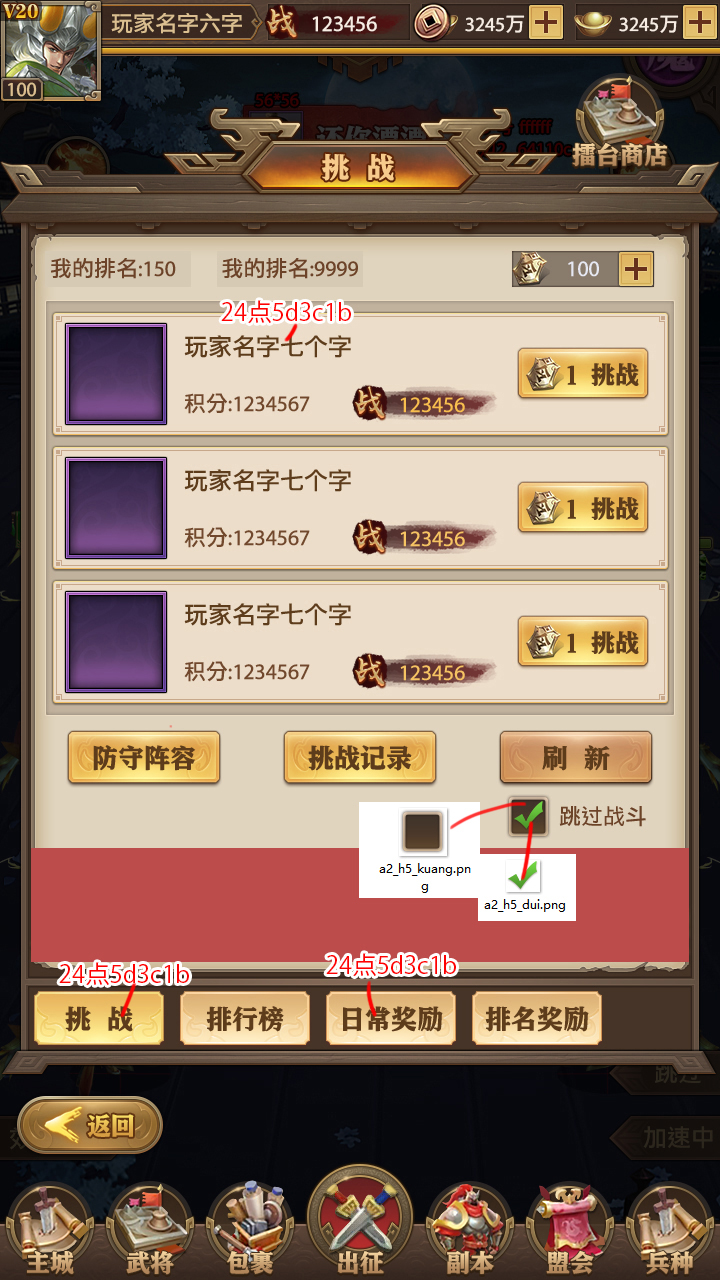 V20
玩家名字六字
战 123456
3245万
3245万
100
擂台商店
挑 战
我的排名:150
我的排名:9999
100
24点5d3c1b
玩家名字七个字
积分:1234567
战 123456
1 挑战
玩家名字七个字
积分:1234567
战 123456
1 挑战
玩家名字七个字
积分:1234567
战 123456
1 挑战
防守阵容
挑战记录
刷 新
跳过战斗
a2_h5_kuang.pn
g
a2_h5_dui.png
24点5d3c1b
24点5d3c1b
挑 战
排行榜
日常奖励
排名奖励
跳过
返回
加速中
主城
武将
包裹
出征
副本
盟会
兵种